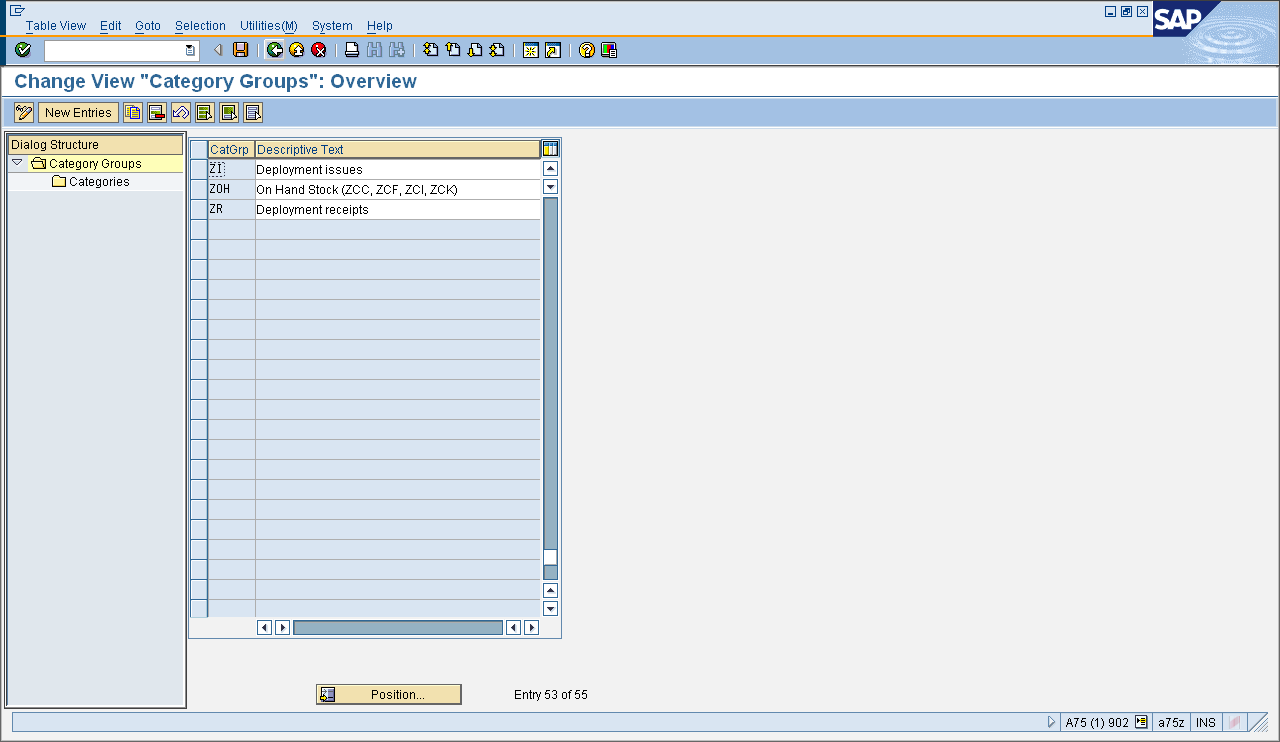 Table View Edit Goto Selection Utilities(M) System Help
SAP
Change View "Category Groups": Overview
New Entries
Dialog Structure
Category Groups
Categories
CatGrp Descriptive Text
ZI Deployment issues
ZOH On Hand Stock (ZCC, ZCF, ZCI, ZCK)
ZR Deployment receipts
Position... Entry 53 of 55
A75 (1) 902 a75z INS